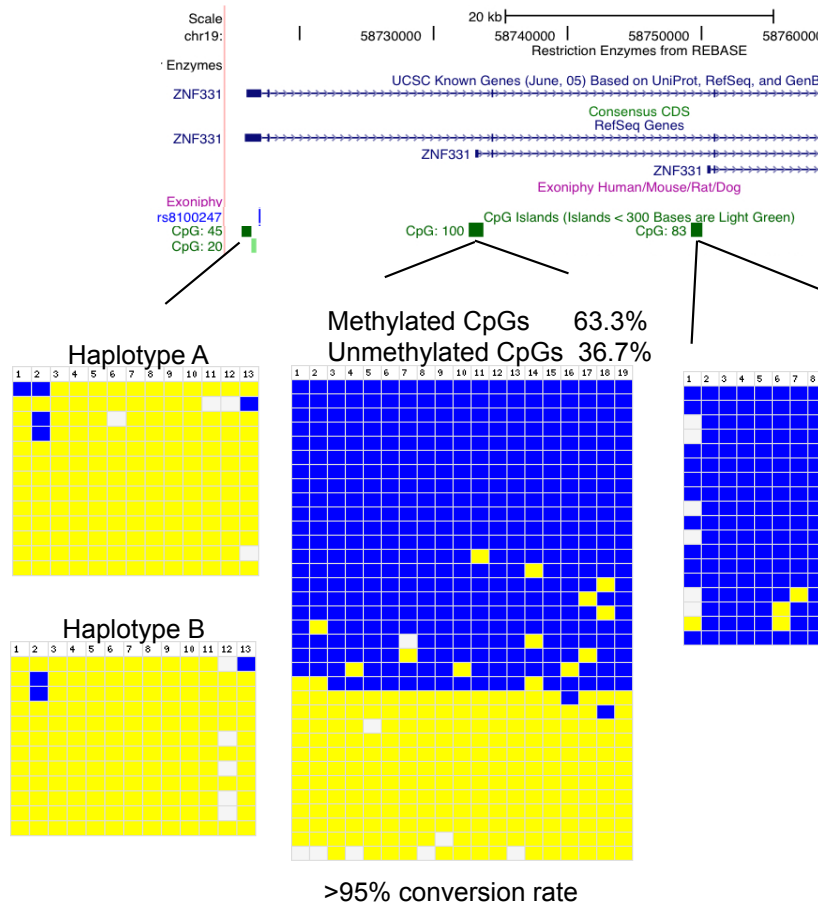 Scale
20 kb
chr19:
58730000
58740000
58750000
58760000
Restriction Enzymes from REBASE
Enzymes
UCSC Known Genes (June, 05) Based on UniProt, RefSeq, and GenB
ZNF331
Consensus CDS
RefSeq Genes
ZNF331
ZNF331
ZNF331
Exoniphy Human/Mouse/Rat/Dog
Exoniphy
rs8100247
CpG Islands (Islands < 300 Bases are Light Green)
CpG: 45
CpG: 100
CpG: 83
CpG: 20
Methylated CpGs 63.3%
Unmethylated CpGs 36.7%
Haplotype A
1 2 3 4 5 6 7 8 9 10 11 12 13
1 2 3 4 5 6 7 8 9 10 11 12 13 14 15 16 17 18 19
1 2 3 4 5 6 7 8
Haplotype B
1 2 3 4 5 6 7 8 9 10 11 12 13
>95% conversion rate